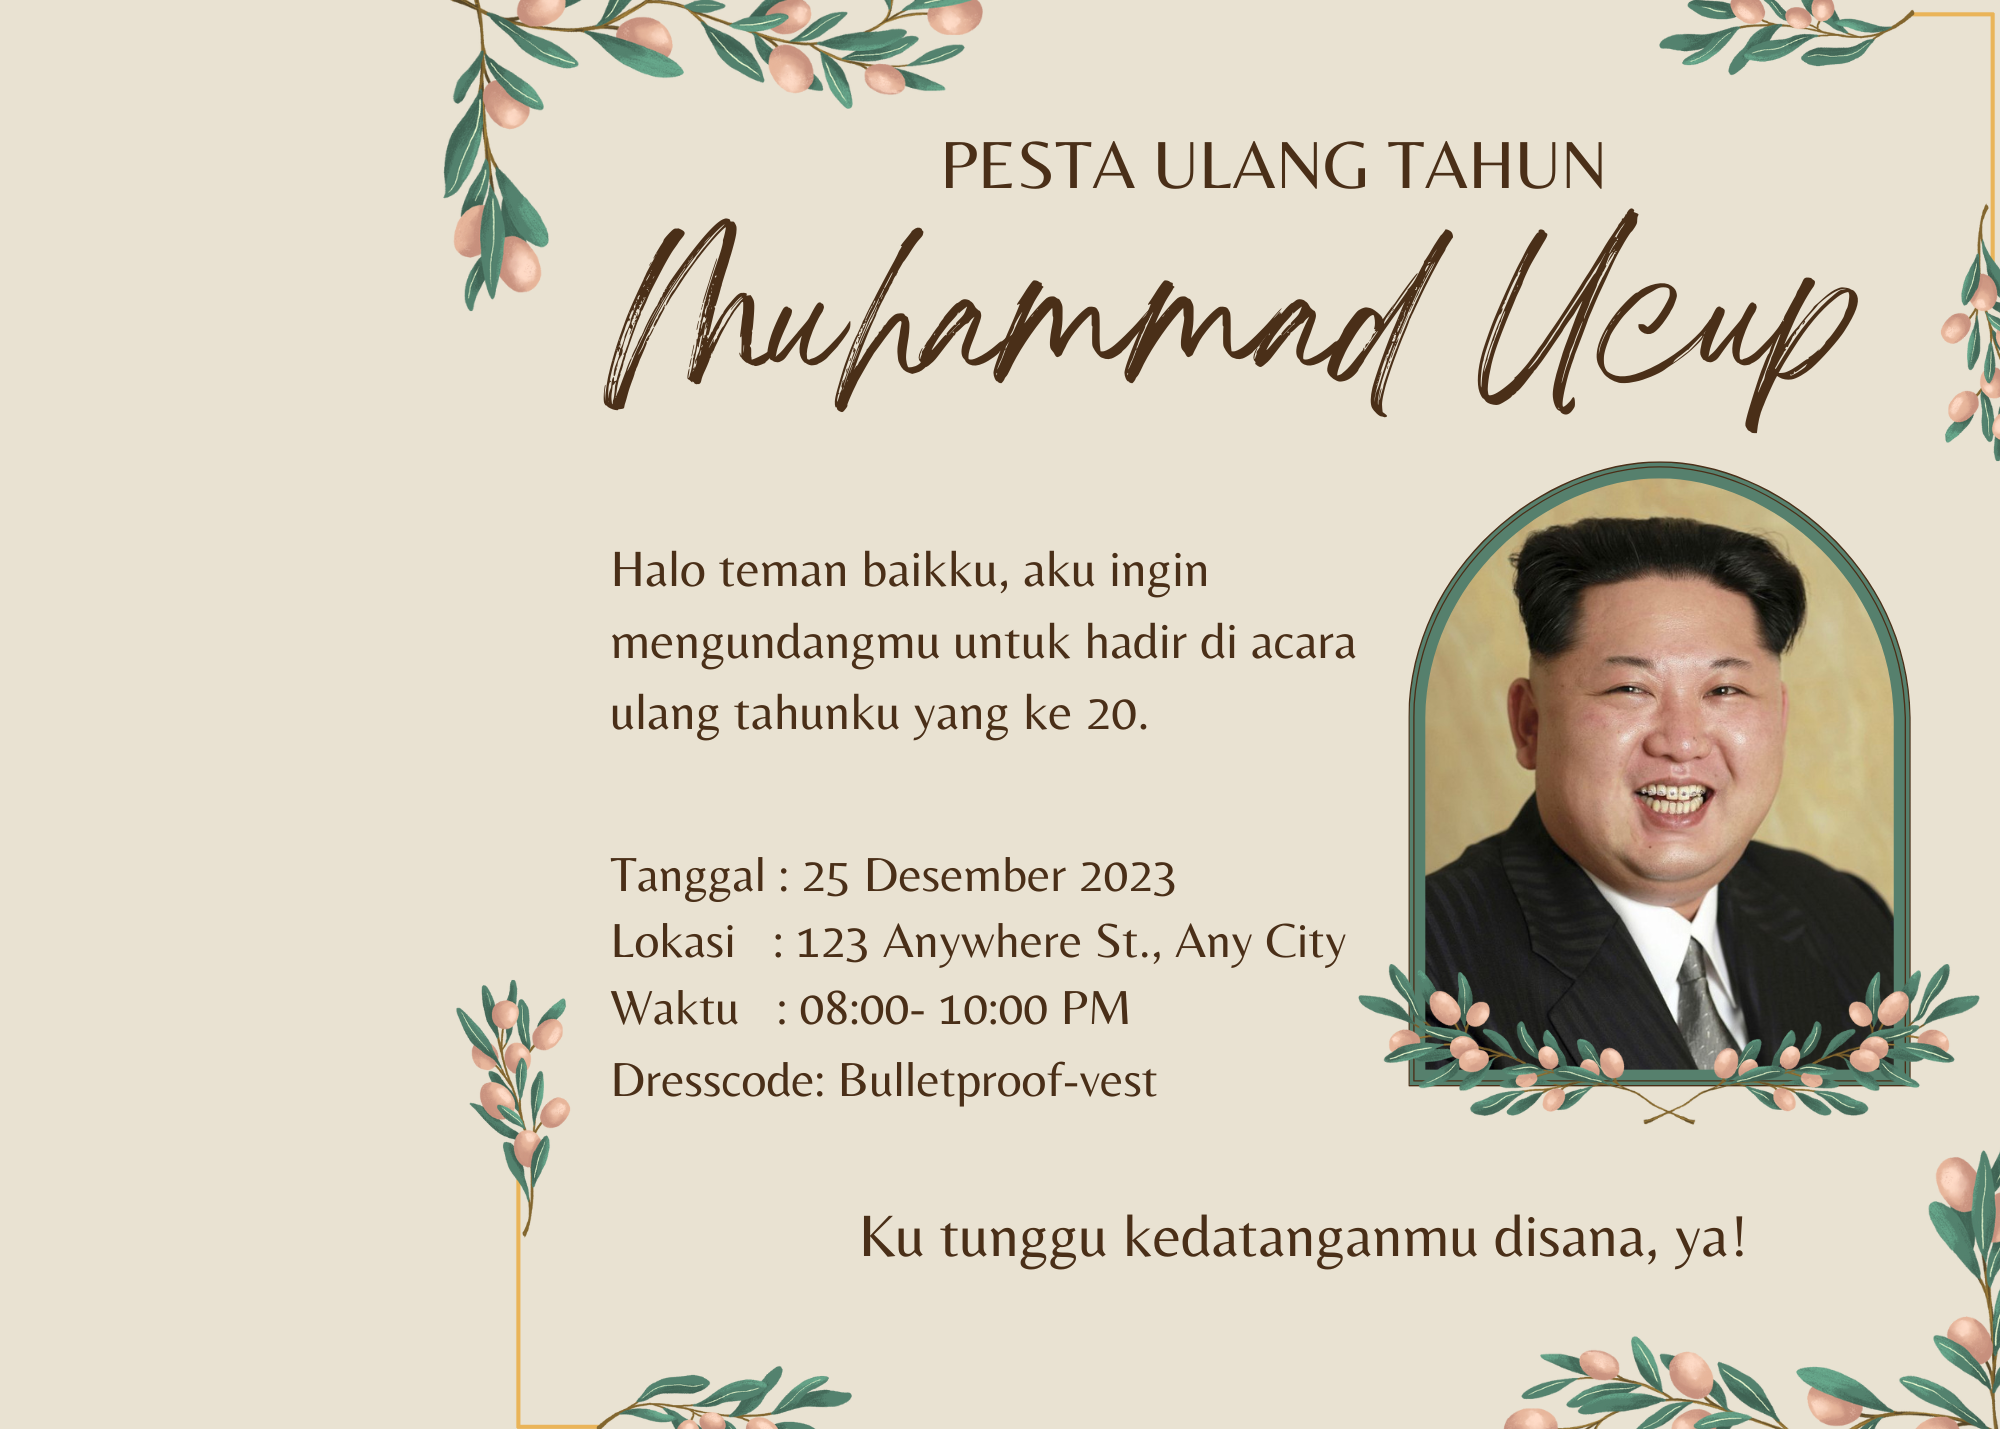 PESTA ULANG TAHUN
Muhammad Ucup
Halo teman baikku, aku ingin
mengundangmu untuk hadir di acara
ulang tahunku yang ke 20.
Tanggal : 25 Desember 2023
Lokasi : 123 Anywhere St., Any City
Waktu : 08:00- 10:00 PM
Dresscode: Bulletproof-vest
Ku tunggu kedatanganmu disana, ya!